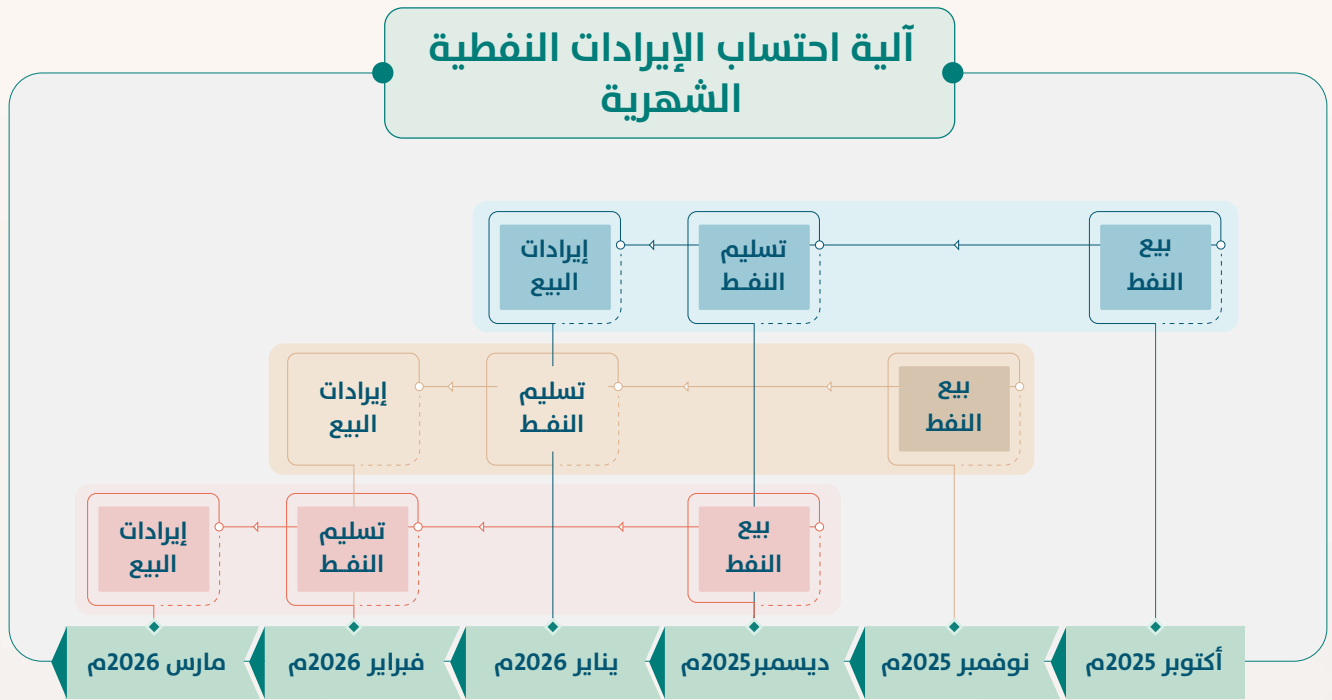 آلية احتساب الإيرادات النفطية
الشهرية
بيع
النفط
تسليم
النفـط
إيرادات
البيع
بيع
النفط
تسليم
النفـط
إيرادات
البيع
بيع
النفط
تسليم
النفـط
إيرادات
البيع
أكتوبر 2025م
نوفمبر 2025م
ديسمبر2025م
يناير 2026م
فبراير 2026م
مارس 2026م